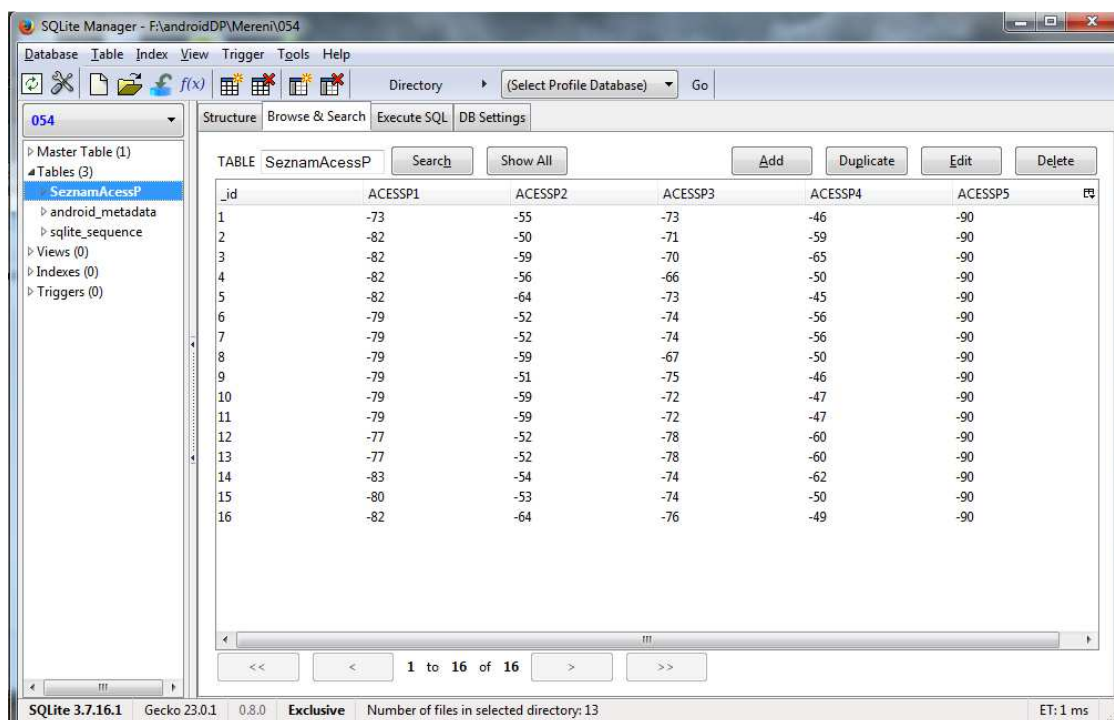 SQLite Manager - F:\androidDP\Mereni\054
Database Table Index View Trigger Tools Help
f(x) Directory (Select Profile Database) Go
054
Structure Browse & Search Execute SQL DB Settings
Master Table (1)
Tables (3)
SeznamAcessP
android_metadata
sqlite_sequence
Views (0)
Indexes (0)
Triggers (0)
TABLE SeznamAcessP Search Show All Add Duplicate Edit Delete
_id ACESSP1 ACESSP2 ACESSP3 ACESSP4 ACESSP5
1 -73 -55 -73 -46 -90
2 -82 -50 -71 -59 -90
3 -82 -59 -70 -65 -90
4 -82 -56 -66 -50 -90
5 -82 -64 -73 -45 -90
6 -79 -52 -74 -56 -90
7 -79 -52 -74 -56 -90
8 -79 -59 -67 -50 -90
9 -79 -51 -75 -46 -90
10 -79 -59 -72 -47 -90
11 -79 -59 -72 -47 -90
12 -77 -52 -78 -60 -90
13 -77 -52 -78 -60 -90
14 -83 -54 -74 -62 -90
15 -80 -53 -74 -50 -90
16 -82 -64 -76 -49 -90
<< < 1 to 16 of 16 > >>
SQLite 3.7.16.1 Gecko 23.0.1 0.8.0 Exclusive Number of files in selected directory: 13 ET: 1 ms